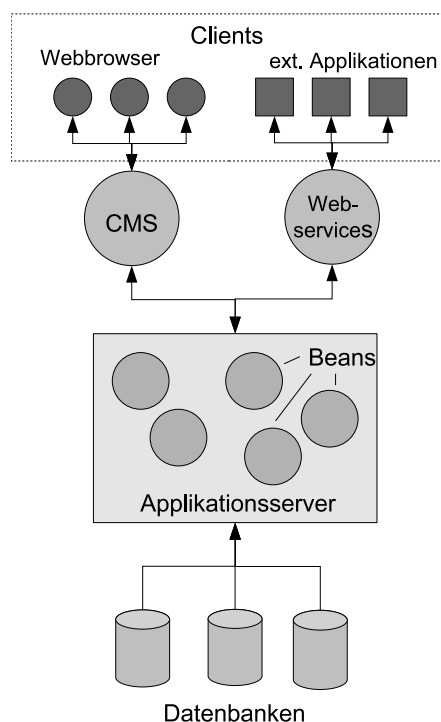 Clients
Webbrowser
ext. Applikationen
CMS
Web-
services
Beans
Applikationsserver
Datenbanken